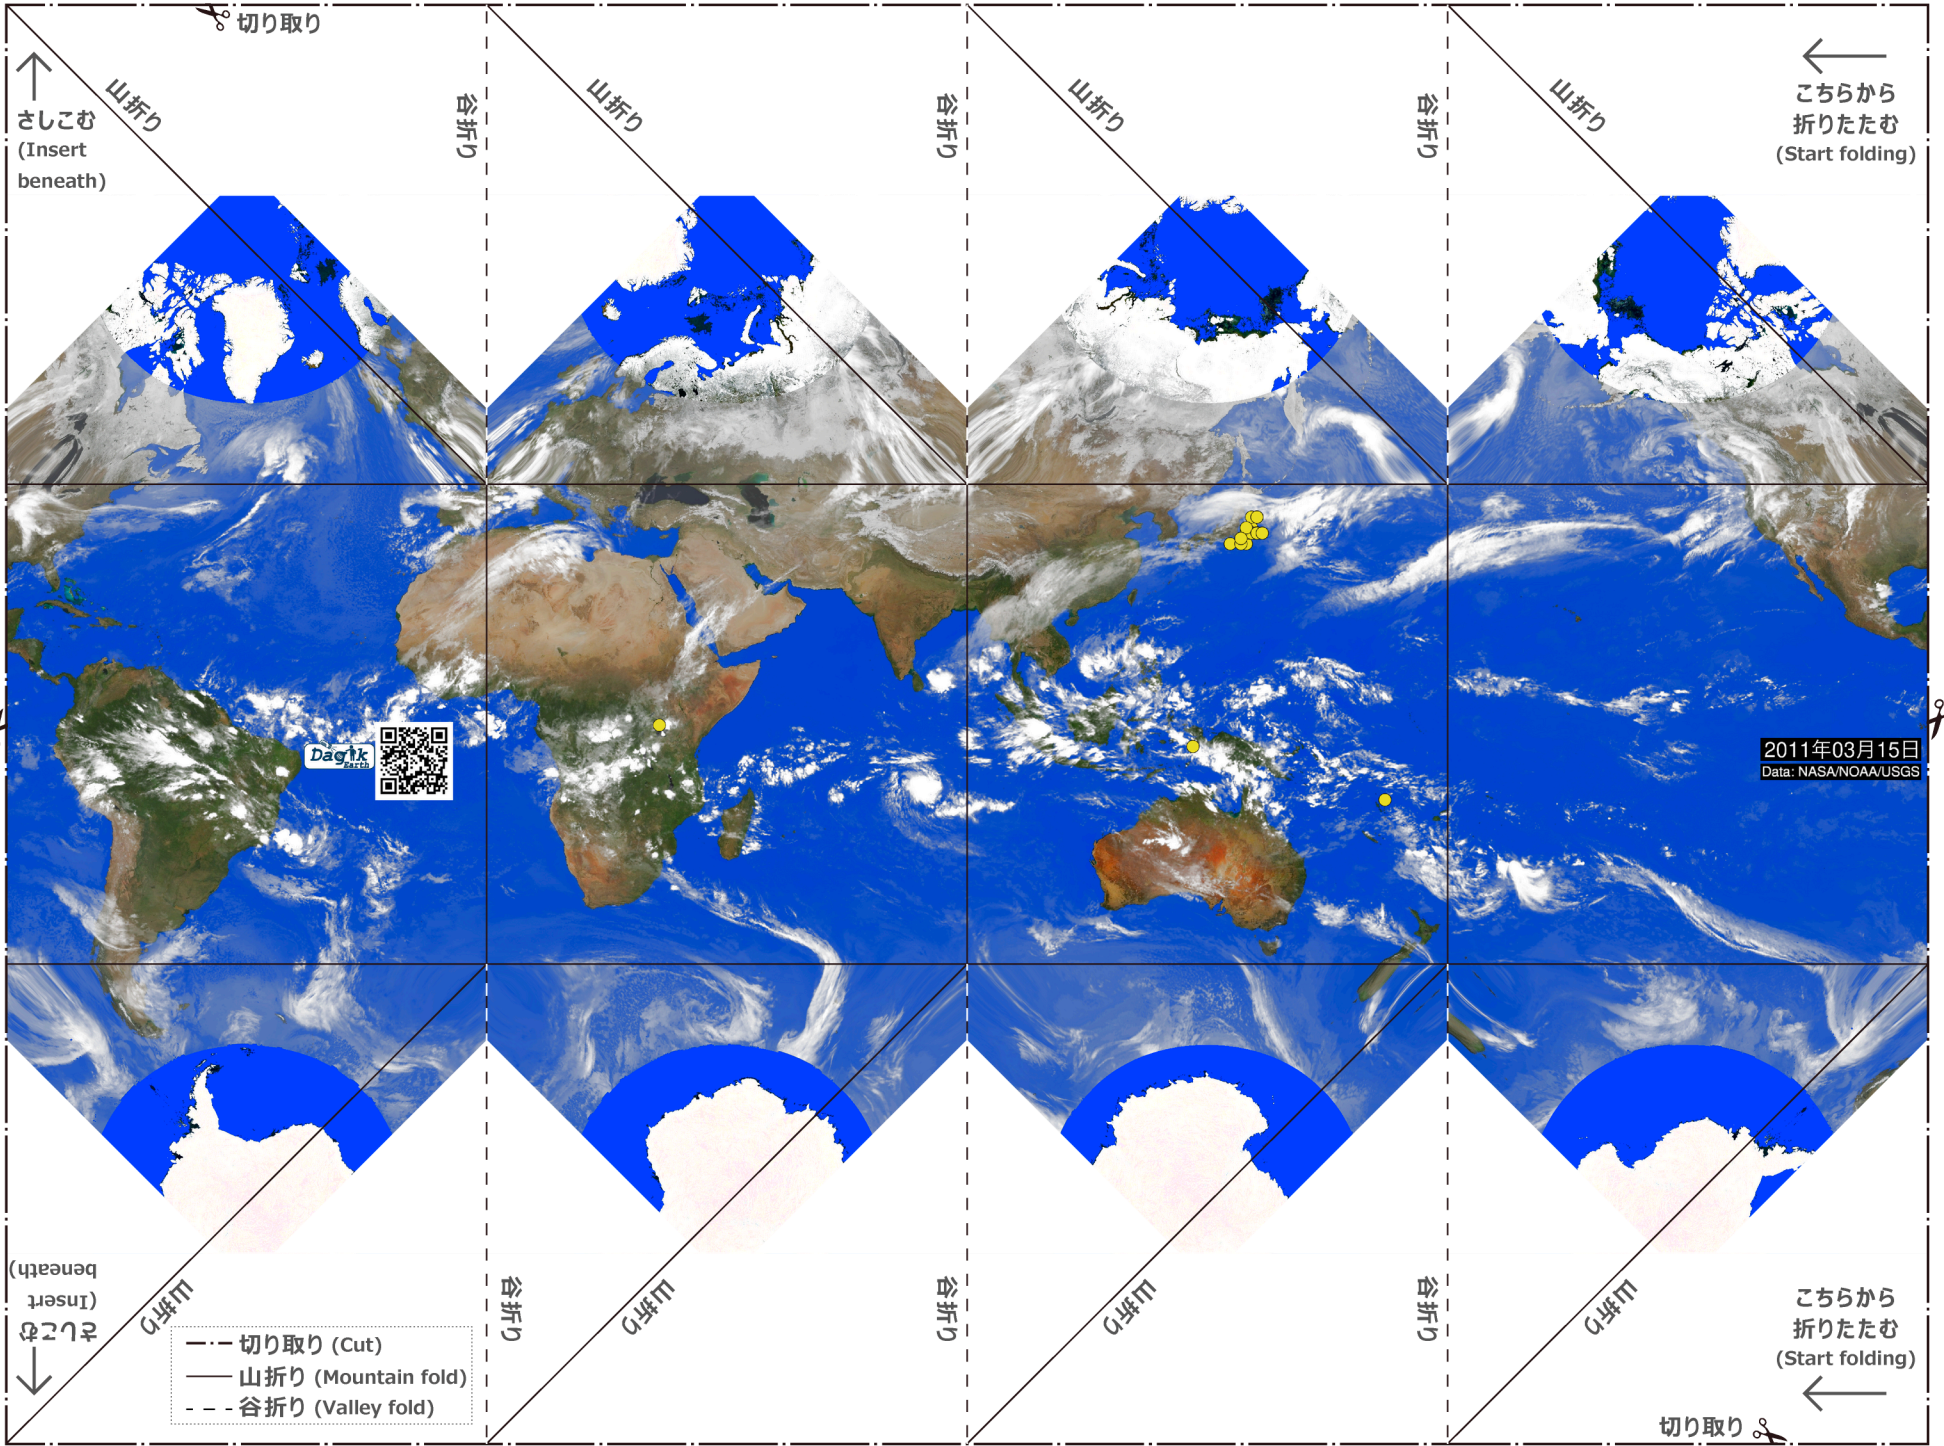 切り取り
山折り
谷折り
山折り
谷折り
山折り
谷折り
山折り
さしこむ
(Insert
beneath)
こちらから
折りたたむ
(Start folding)
Dagik
Earth
2011年03月15日
Data: NASA/NOAA/USGS
さしこむ
(Insert
beneath)
山折り
谷折り
山折り
谷折り
山折り
谷折り
山折り
こちらから
折りたたむ
(Start folding)
切り取り (Cut)
山折り (Mountain fold)
谷折り (Valley fold)
切り取り